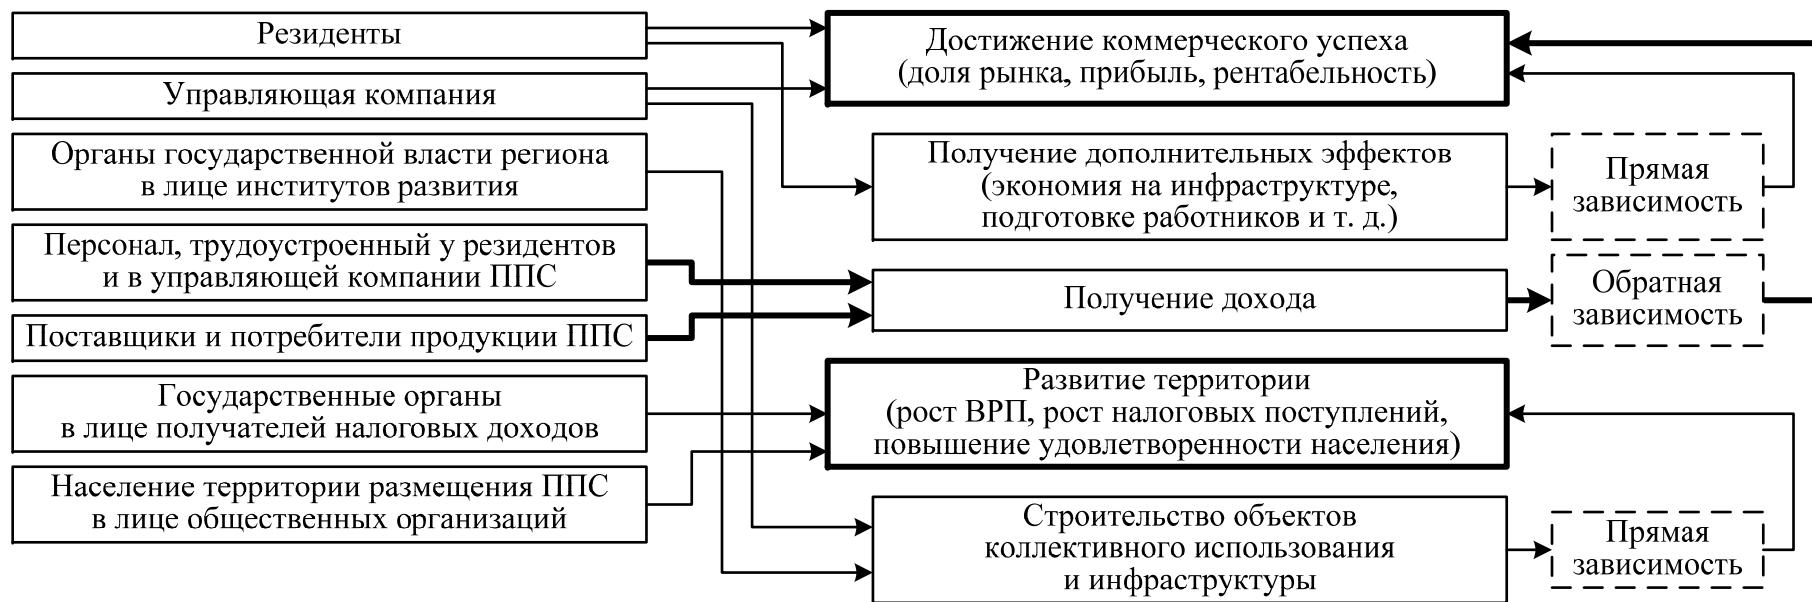 Резиденты
Управляющая компания
Органы государственной власти региона
в лице институтов развития
Персонал, трудоустроенный у резидентов
и в управляющей компании ППС
Поставщики и потребители продукции ППС
Государственные органы
в лице получателей налоговых доходов
Население территории размещения ППС
в лице общественных организаций
Достижение коммерческого успеха
(доля рынка, прибыль, рентабельность)
Получение дополнительных эффектов
(экономия на инфраструктуре,
подготовке работников и т. д.)
Получение дохода
Развитие территории
(рост ВРП, рост налоговых поступлений,
повышение удовлетворенности населения)
Строительство объектов
коллективного использования
и инфраструктуры
Прямая
зависимость
Обратная
зависимость
Прямая
зависимость